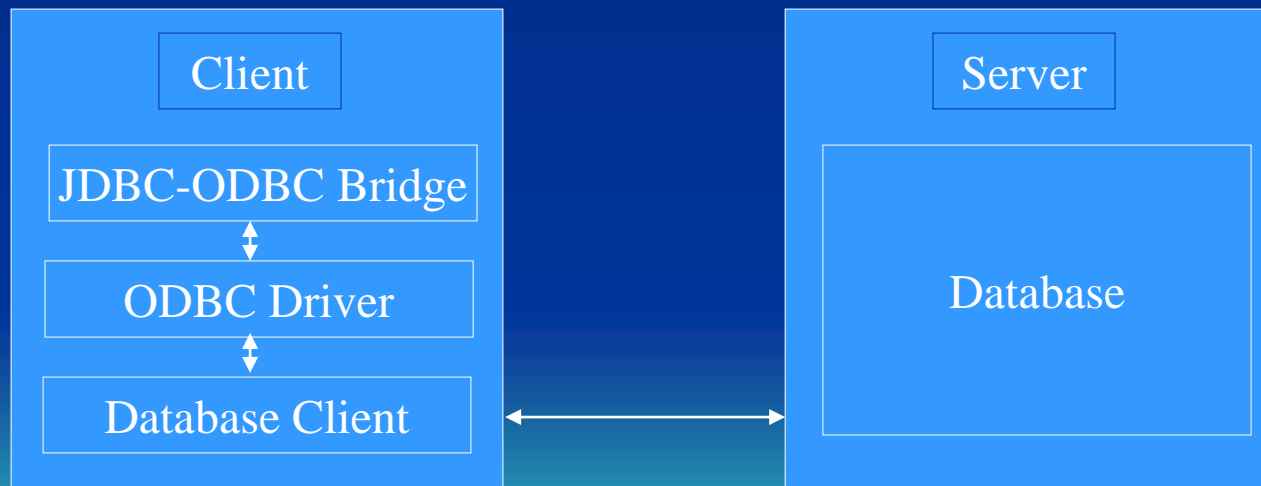 Client
JDBC-ODBC Bridge
ODBC Driver
Database Client
Server
Database